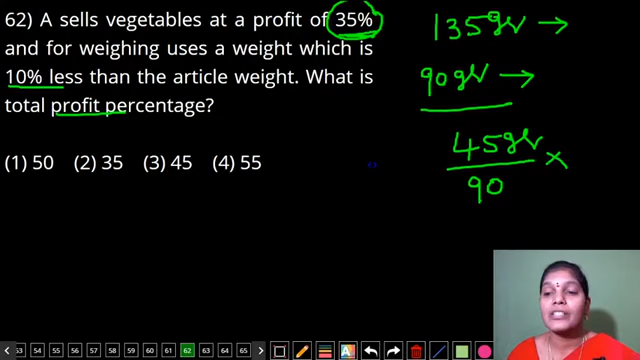 62) A sells vegetables at a profit of 35%
and for weighing uses a weight which is
10% less than the article weight. What is
total profit percentage?
(1) 50 (2) 35 (3) 45 (4) 55
135gr →
90gr →
45gr
90
×
53 54 55 56 57 58 59 60 61 62 63 64 65